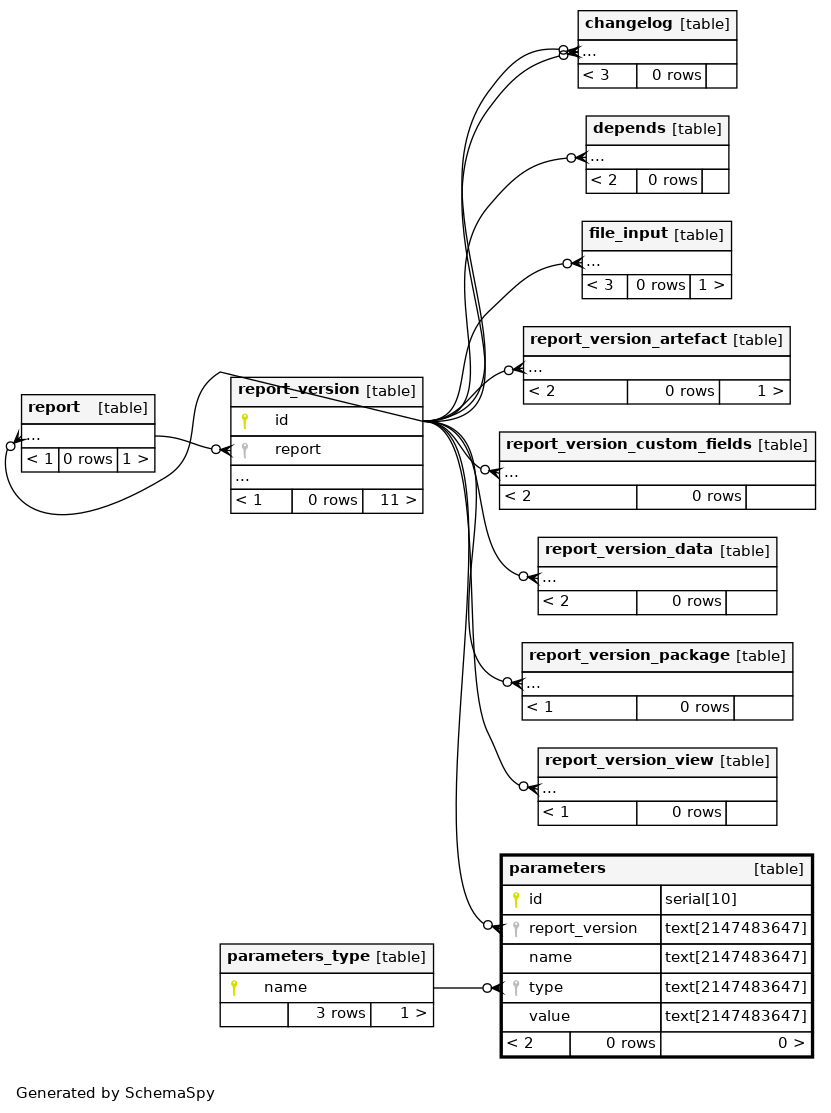 changelog [table]
...
< 3 0 rows
depends [table]
...
< 2 0 rows
file_input [table]
...
< 3 0 rows 1 >
report_version_artefact [table]
...
< 2 0 rows 1 >
report [table]
...
< 1 0 rows 1 >
report_version [table]
id
report
...
< 1 0 rows 11 >
report_version_custom_fields [table]
...
< 2 0 rows
report_version_data [table]
...
< 2 0 rows
report_version_package [table]
...
< 1 0 rows
report_version_view [table]
...
< 1 0 rows
parameters [table]
id serial[10]
report_version text[2147483647]
name text[2147483647]
type text[2147483647]
value text[2147483647]
< 2 0 rows 0 >
parameters_type [table]
name
3 rows 1 >
Generated by SchemaSpy